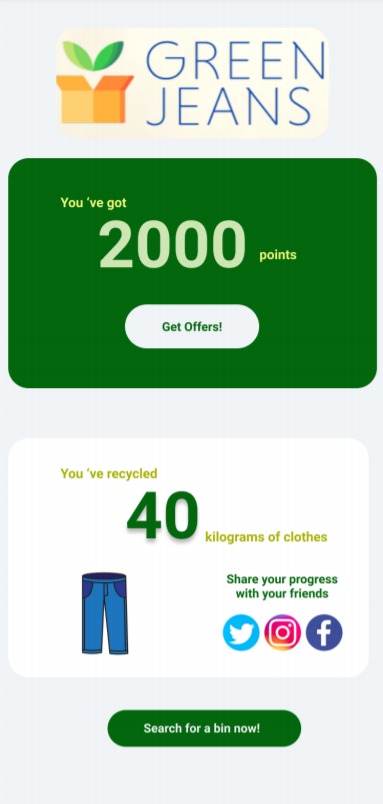 GREEN
JEANS
You ‘ve got
2000 points
Get Offers!
You ‘ve recycled
40 kilograms of clothes
Share your progress
with your friends
Search for a bin now!